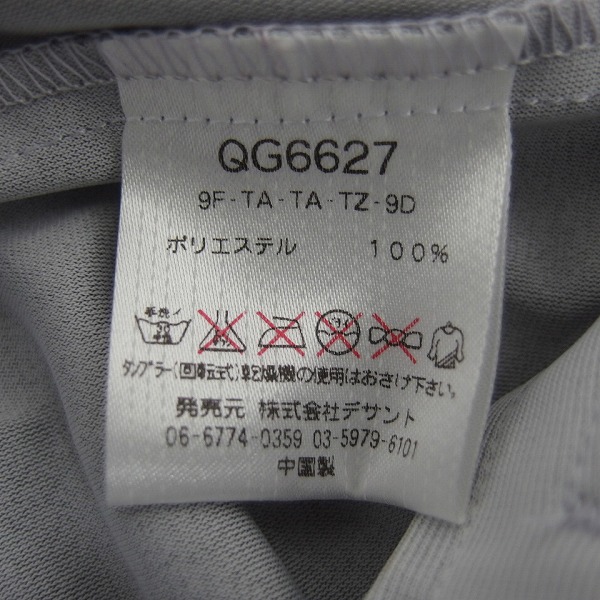 QG6627
9F-TA-TA-TZ-9D
ポリエステル 100%
手洗イ
タンブラー(回転式)乾燥機の使用はおさけ下さい。
発売元 株式会社デサント
06-6774-0359 03-5979-6101
中国製